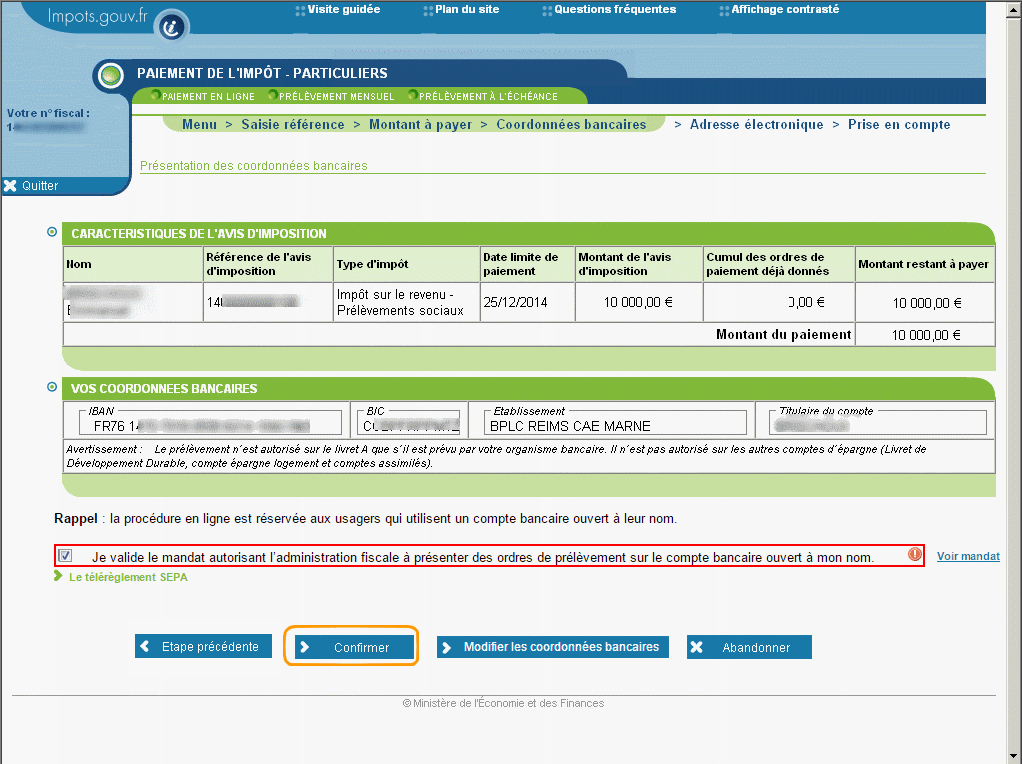 Impots.gouv.fr
Visite guidée
Plan du site
Questions fréquentes
Affichage contrasté
PAIEMENT DE L'IMPÔT - PARTICULIERS
PAIEMENT EN LIGNE
PRÉLÈVEMENT MENSUEL
PRÉLÈVEMENT À L'ÉCHÉANCE
Votre n° fiscal :
Menu > Saisie référence > Montant à payer > Coordonnées bancaires > Adresse électronique > Prise en compte
Présentation des coordonnées bancaires
Quitter
CARACTERISTIQUES DE L'AVIS D'IMPOSITION
Nom
Référence de l'avis d'imposition
Type d'impôt
Date limite de paiement
Montant de l'avis d'imposition
Cumul des ordres de paiement déjà donnés
Montant restant à payer
Impôt sur le revenu - Prélèvements sociaux
25/12/2014
10 000,00 €
0,00 €
10 000,00 €
Montant du paiement
10 000,00 €
VOS COORDONNEES BANCAIRES
IBAN
FR76
BIC
Etablissement
BPLC REIMS CAE MARNE
Titulaire du compte
Avertissement : Le prélèvement n´est autorisé sur le livret A que s´il est prévu par votre organisme bancaire. Il n´est pas autorisé sur les autres comptes d´épargne (Livret de
Développement Durable, compte épargne logement et comptes assimilés).
Rappel : la procédure en ligne est réservée aux usagers qui utilisent un compte bancaire ouvert à leur nom.
Je valide le mandat autorisant l'administration fiscale à présenter des ordres de prélèvement sur le compte bancaire ouvert à mon nom.
Voir mandat
Le télérèglement SEPA
Etape précédente
Confirmer
Modifier les coordonnées bancaires
Abandonner
© Ministère de l'Économie et des Finances